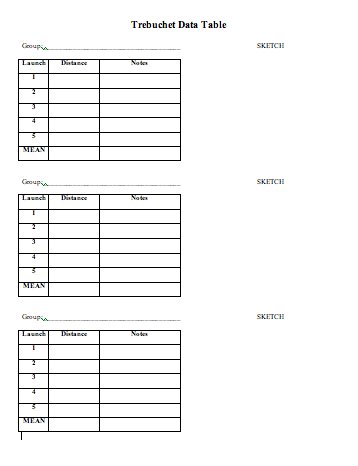 Trebuchet Data Table
Group: SKETCH
Launch Distance Notes
1
2
3
4
5
MEAN
Group: SKETCH
Launch Distance Notes
1
2
3
4
5
MEAN
Group: SKETCH
Launch Distance Notes
1
2
3
4
5
MEAN